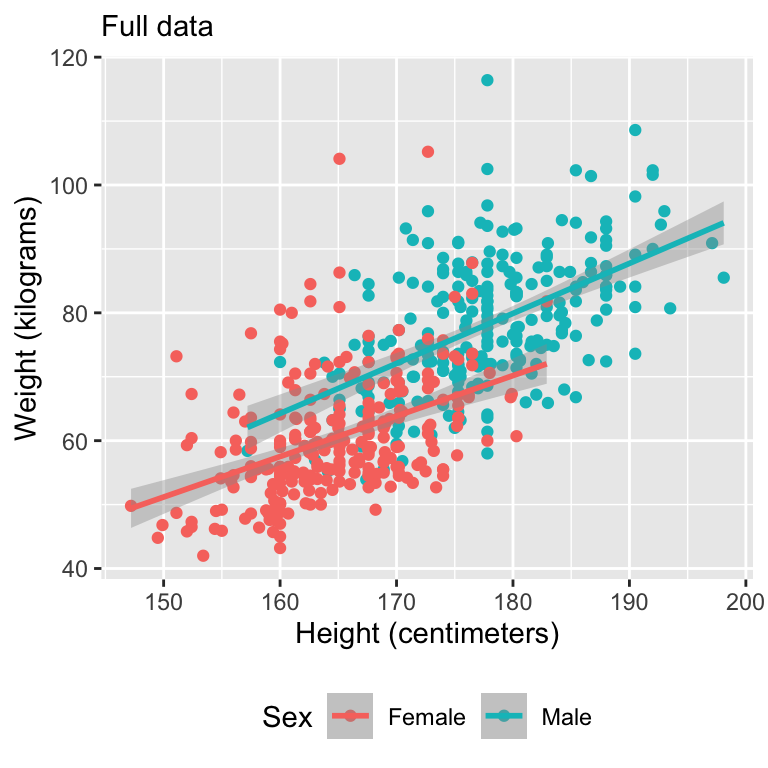 Full data
120
100
80
60
40
Weight (kilograms)
150 160 170 180 190 200
Height (centimeters)
Sex Female Male